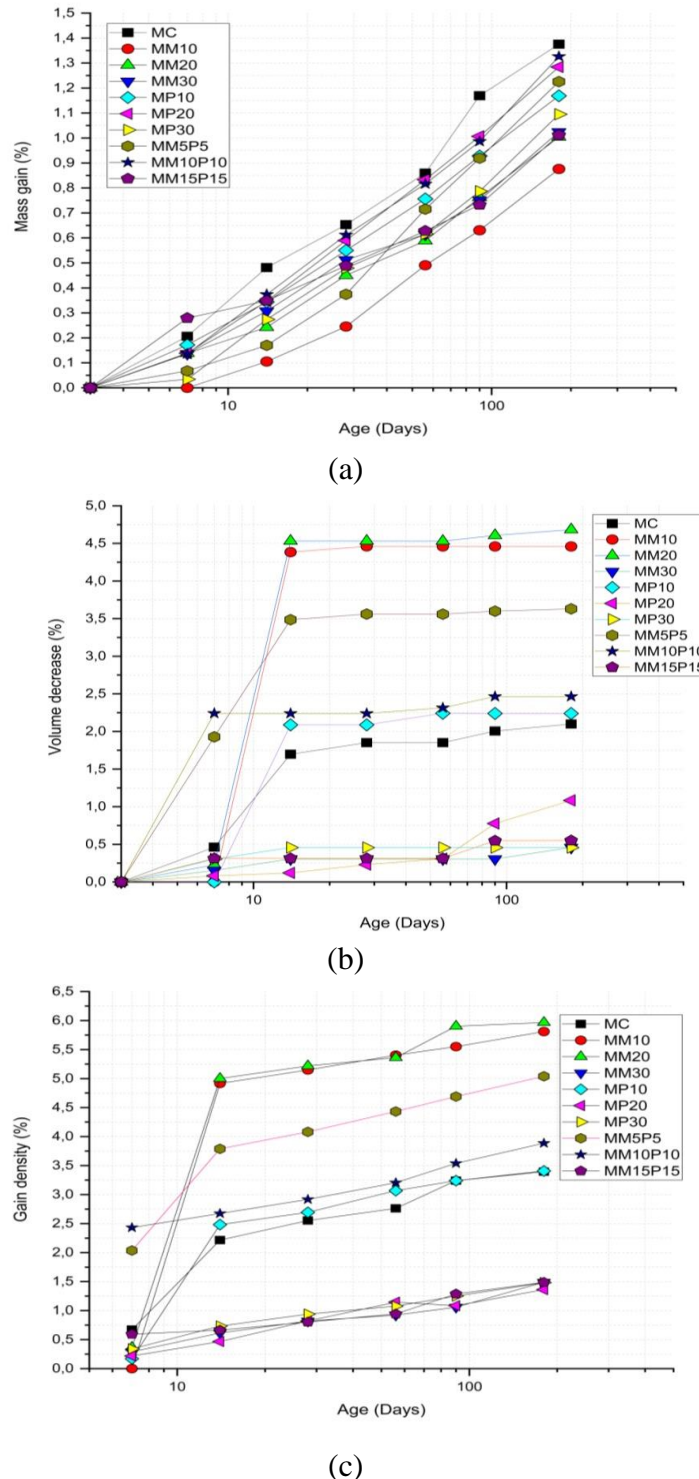 1,5
1,4
1,3
1,2
1,1
1,0
0,9
0,8
0,7
0,6
0,5
0,4
0,3
0,2
0,1
0,0
Mass gain (%)
MC
MM10
MM20
MM30
MP10
MP20
MP30
MM5P5
MM10P10
MM15P15
10 100
Age (Days)
(a)
5,0
4,5
4,0
3,5
3,0
2,5
2,0
1,5
1,0
0,5
0,0
Volume decrease (%)
MC
MM10
MM20
MM30
MP10
MP20
MP30
MM5P5
MM10P10
MM15P15
10 100
Age (Days)
(b)
6,5
6,0
5,5
5,0
4,5
4,0
3,5
3,0
2,5
2,0
1,5
1,0
0,5
0,0
Gain density (%)
MC
MM10
MM20
MM30
MP10
MP20
MP30
MM5P5
MM10P10
MM15P15
10 100
Age (Days)
(c)